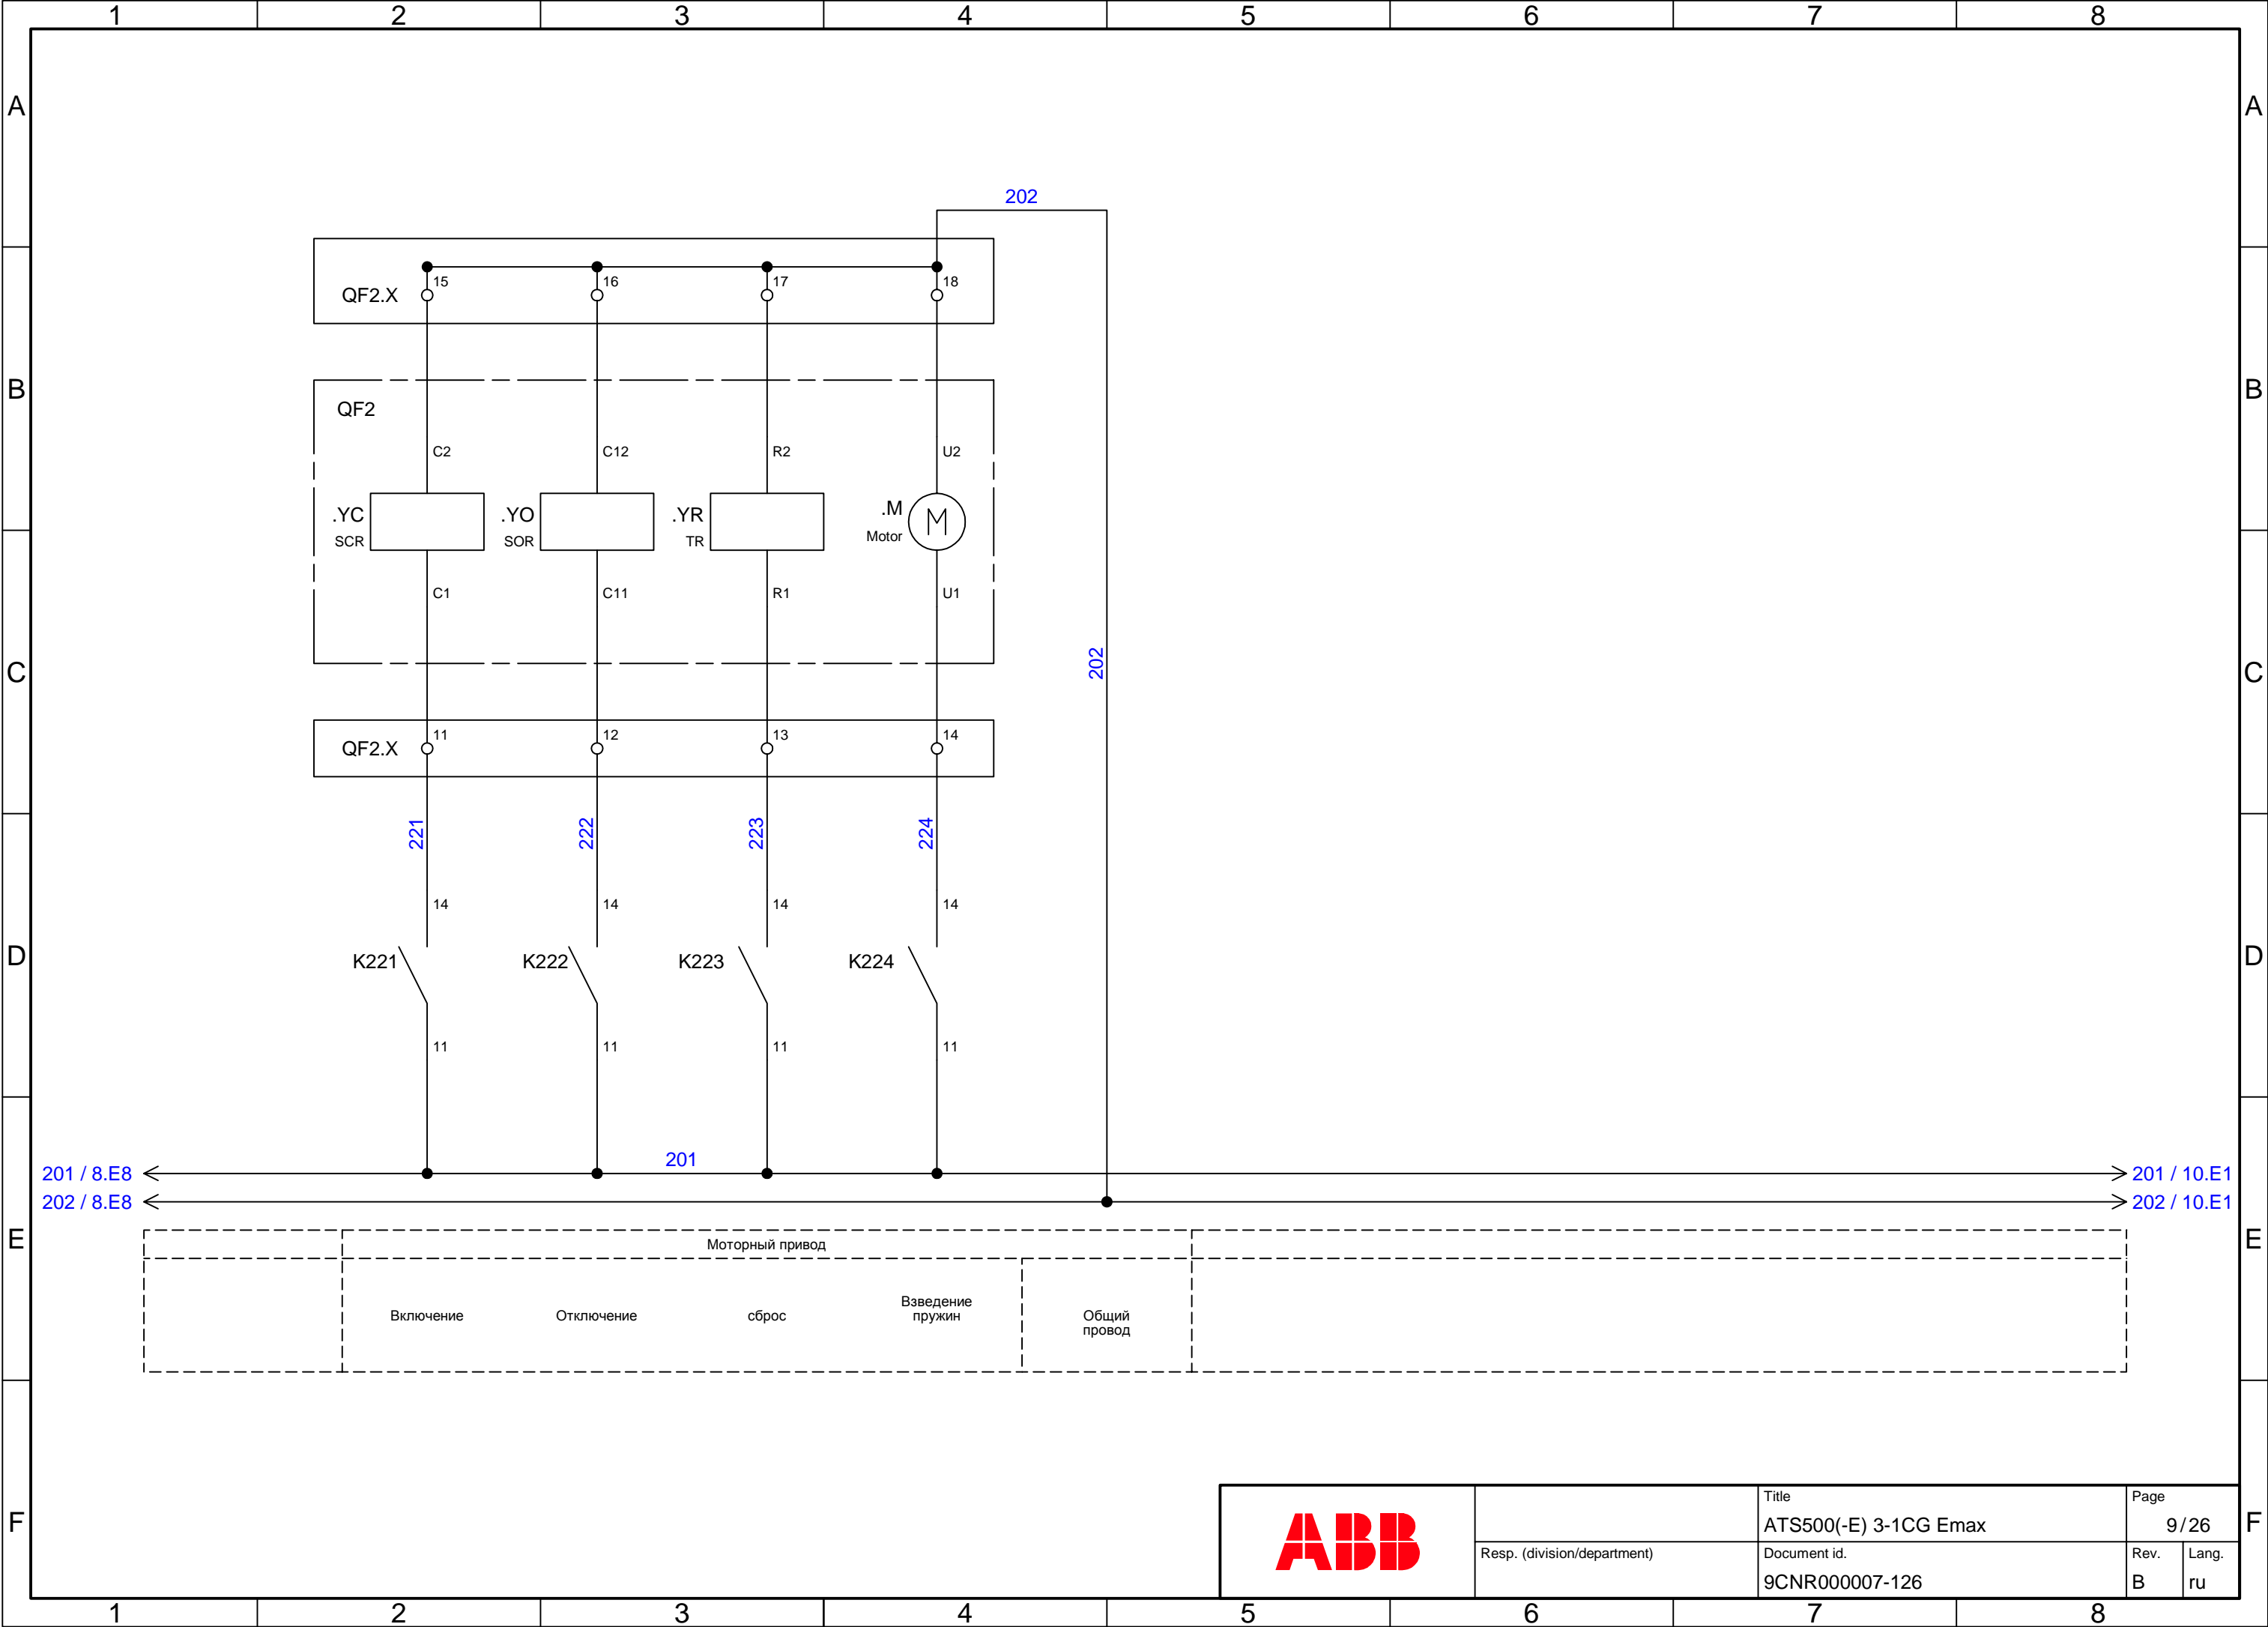 1 2 3 4 5 6 7 8
A A
202
15 16 17 18
QF2.X
B B
QF2
C2 C12 R2 U2
.YC .YO .YR .M M
SCR SOR TR Motor
C1 C11 R1 U1
202
C C
11 12 13 14
QF2.X
221 222 223 224
14 14 14 14
D D
K221 K222 K223 K224
11 11 11 11
201
201 / 8.E8 201 / 10.E1
202 / 8.E8 202 / 10.E1
E E
Моторный привод
Включение Отключение сброс Взведение
пружин
Общий
провод
F F
ABB
Title
ATS500(-E) 3-1CG Emax
Page
9/26
Resp. (division/department)
Document id.
9CNR000007-126
Rev.
B
Lang.
ru
1 2 3 4 5 6 7 8